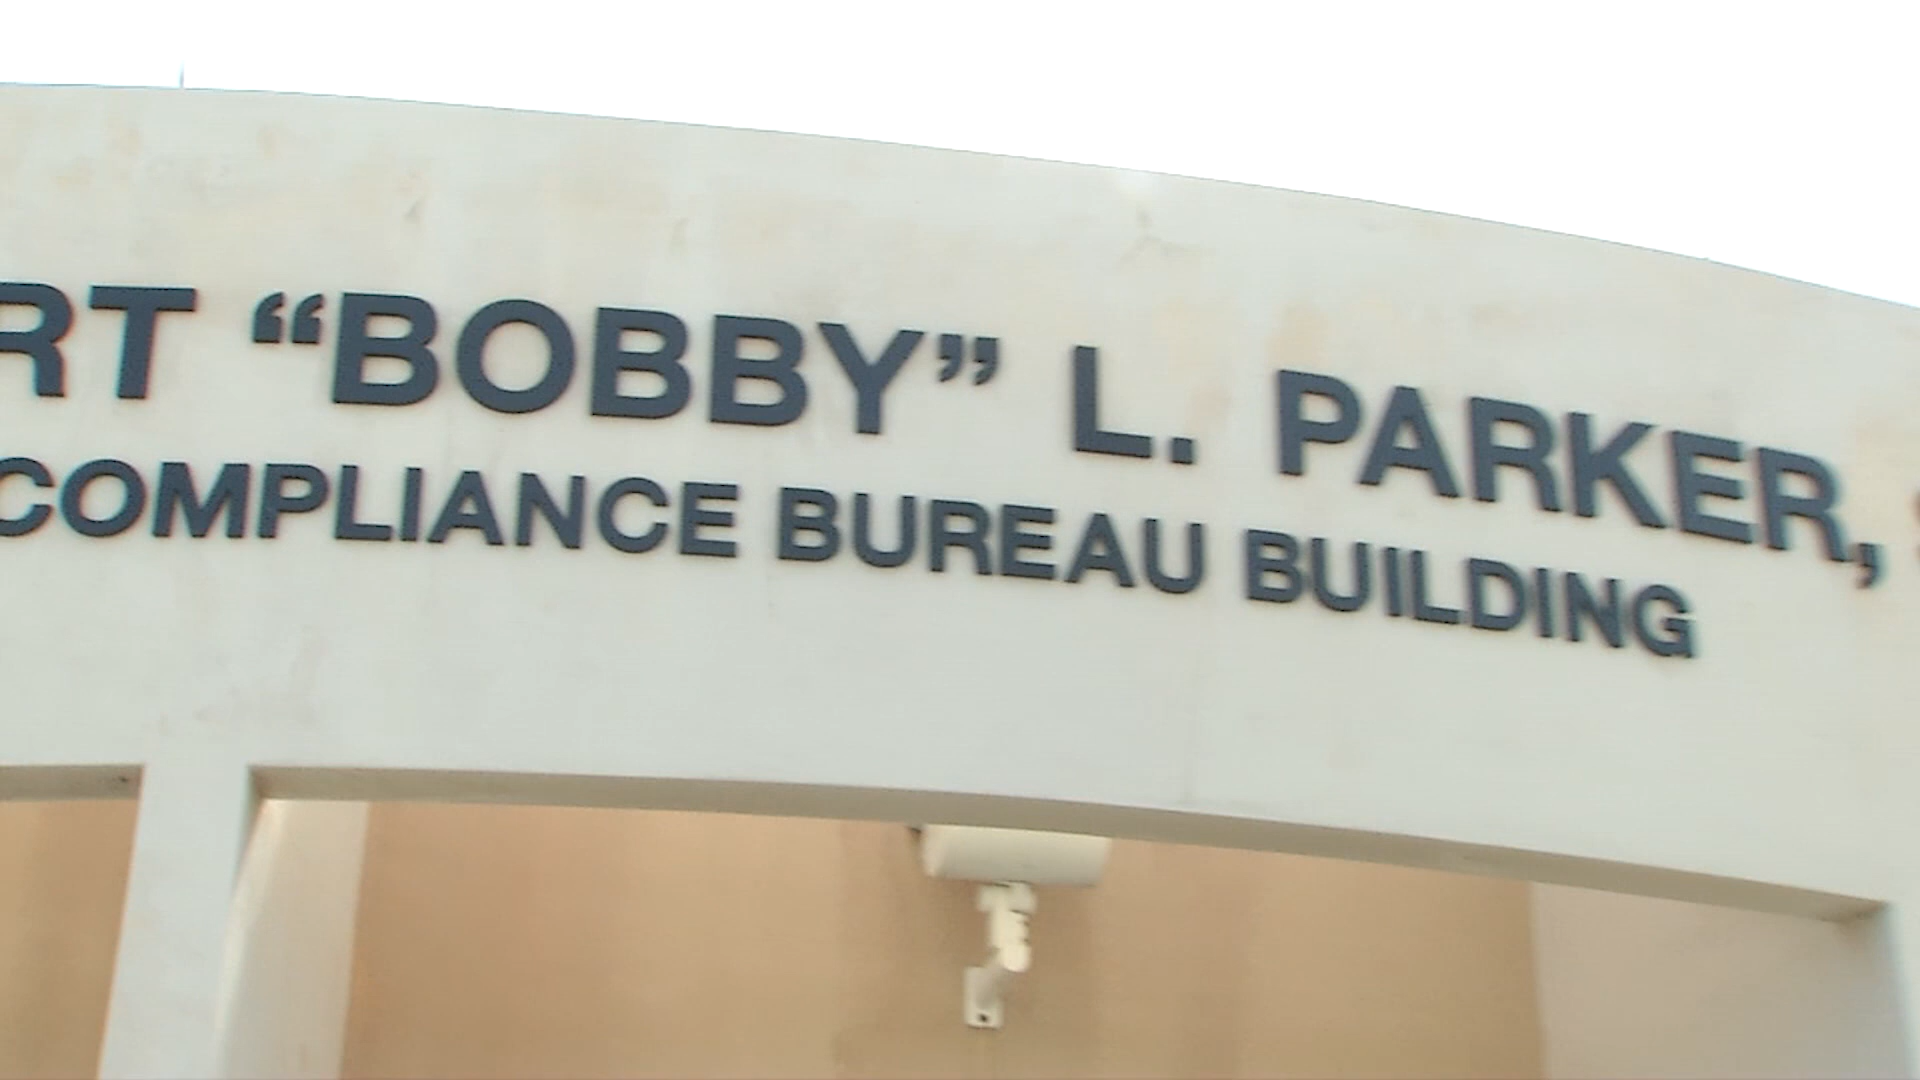 RT “BOBBY” L. PARKER,
COMPLIANCE BUREAU BUILDING